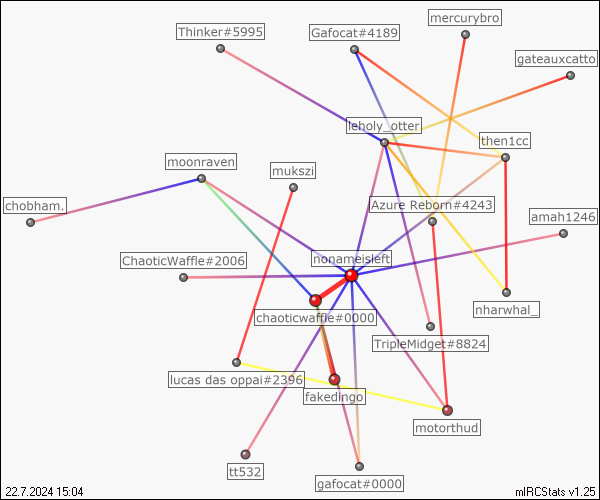 mercurybro
Thinker#5995
Gafocat#4189
gateauxcatto
leholy_otter
then1cc
moonraven
mukszi
chobham.
Azure Reborn#4243
amah1246
ChaoticWaffle#2006
nonameisleft
nharwhal_
chaoticwaffle#0000
TripleMidget#8824
lucas das oppai#2396
fakedingo
motorthud
tt532
gafocat#0000
22.7.2024 15:04
mIRCStats v1.25